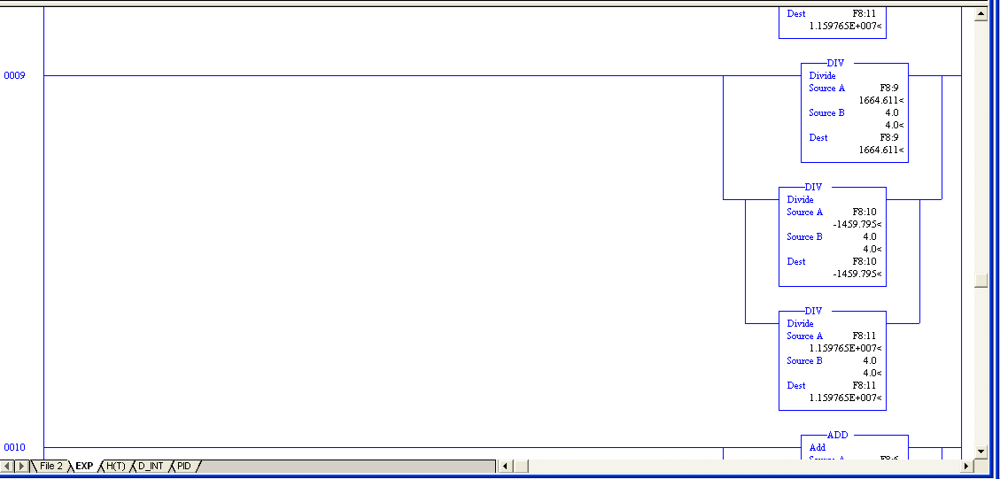 Dest F8:11
1.159765E+007<
0009
DIV
Divide
Source A F8:9
1664.611<
Source B 4.0
4.0<
Dest F8:9
1664.611<
DIV
Divide
Source A F8:10
-1459.795<
Source B 4.0
4.0<
Dest F8:10
-1459.795<
DIV
Divide
Source A F8:11
1.159765E+007<
Source B 4.0
4.0<
Dest F8:11
1.159765E+007<
0010
ADD
Add
Source A F8:6
File 2 EXP H(T) D_INT PID